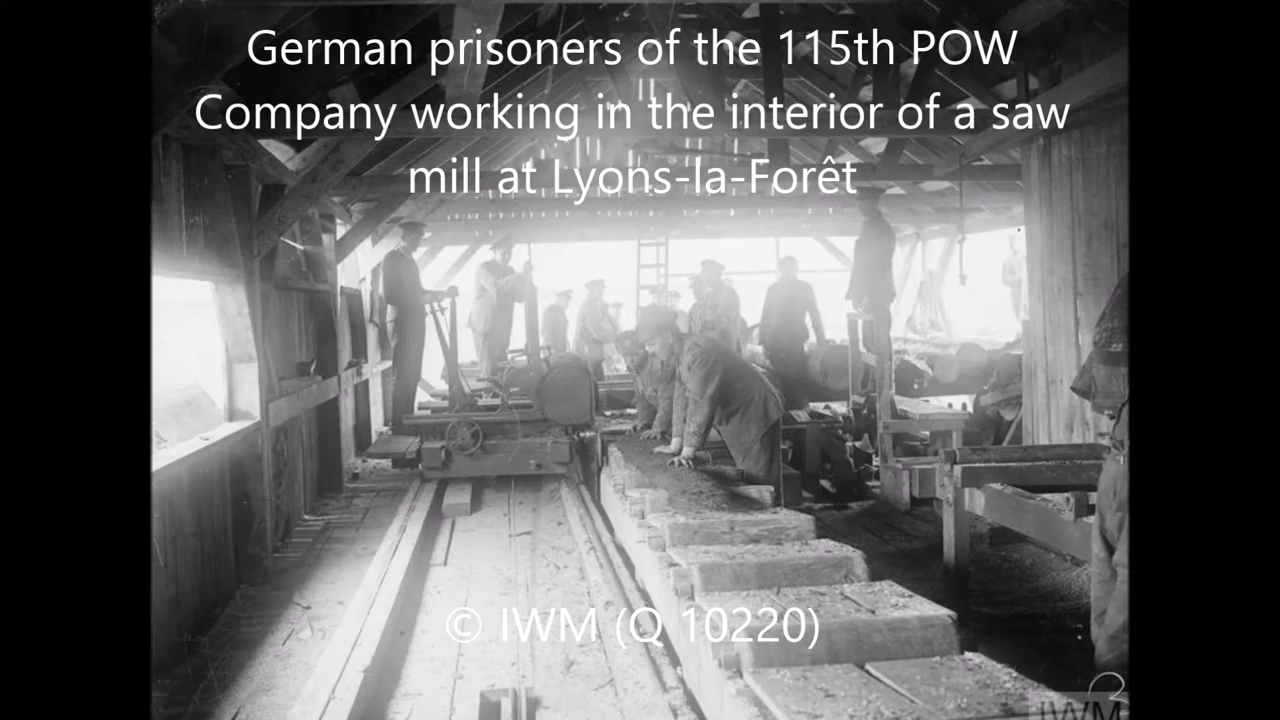 German prisoners of the 115th POW
Company working in the interior of a saw
mill at Lyons-la-Forêt
© IWM (Q 10220)
IWM